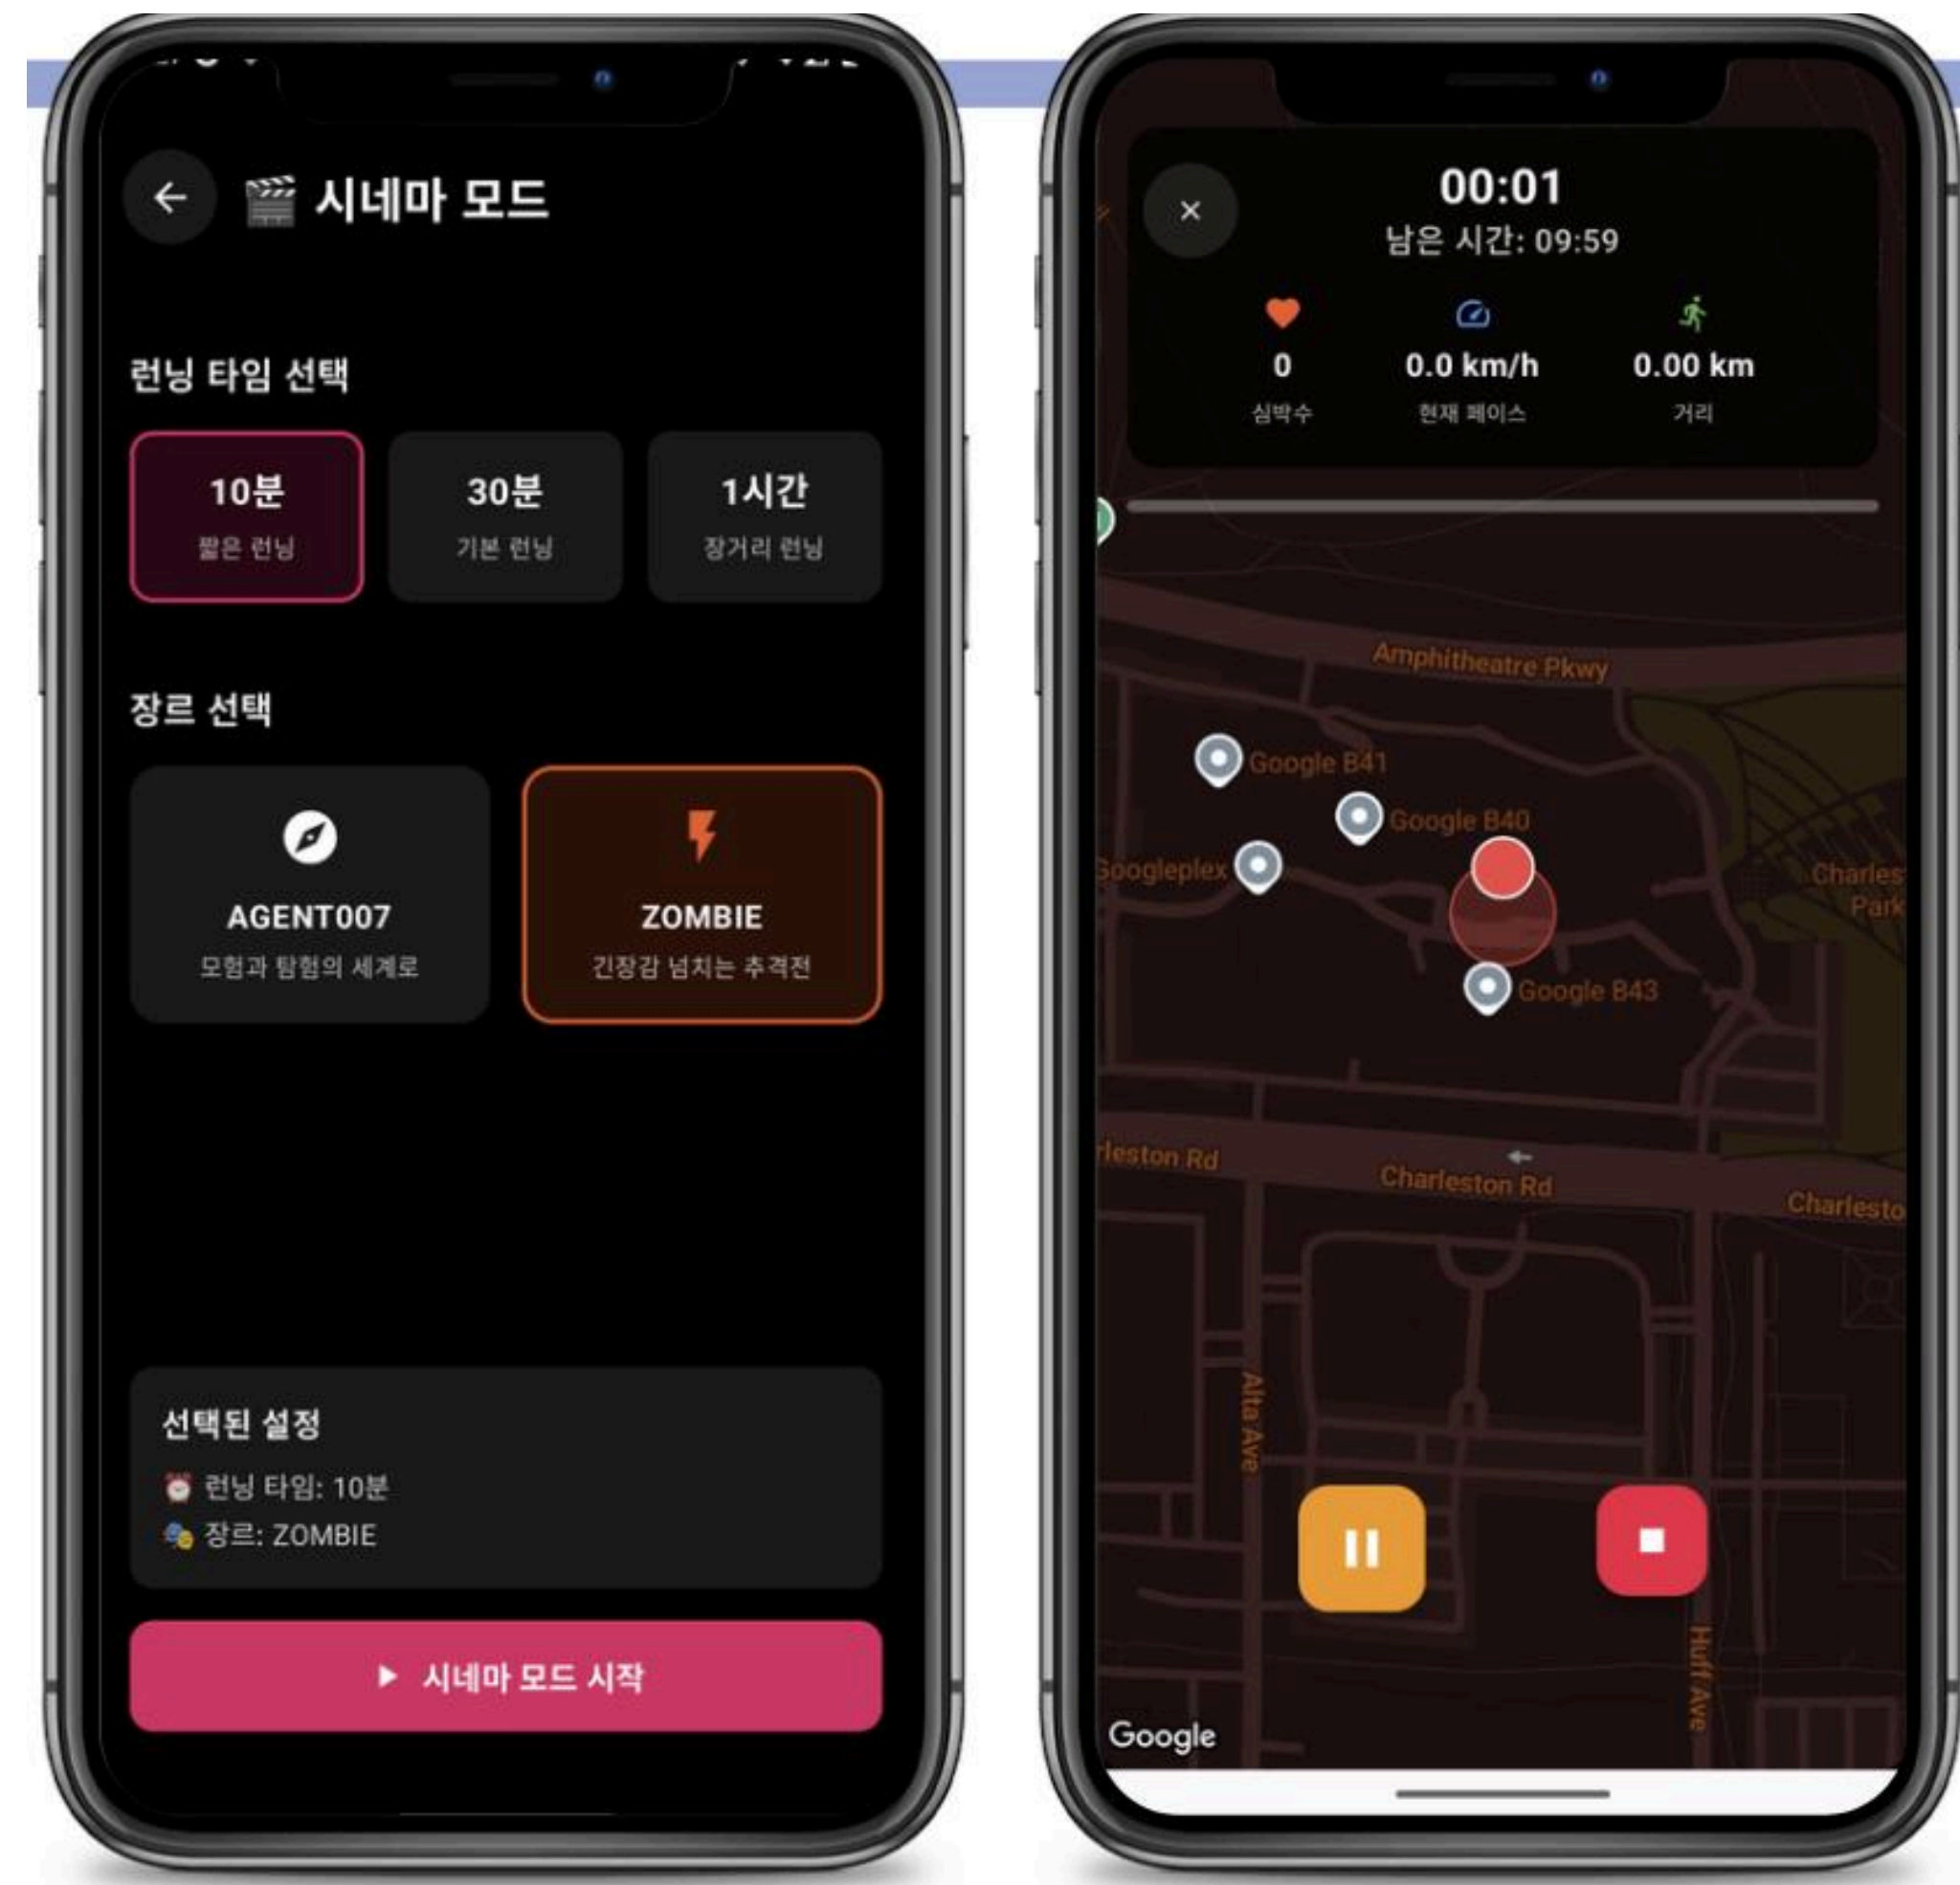 시네마 모드
런닝 타임 선택
10분
짧은 런닝
30분
기본 런닝
1시간
장거리 런닝
장르 선택
AGENT007
모험과 탐험의 세계로
ZOMBIE
긴장감 넘치는 추격전
선택된 설정
런닝 타임: 10분
장르: ZOMBIE
시네마 모드 시작
00:01
남은 시간: 09:59
0
심박수
0.0 km/h
현재 페이스
0.00 km
거리
Amphitheatre Pkwy
Google B41
Google B40
Googleplex
Charles
Park
Google B43
rleston Rd
Charleston Rd
Charlesto
Alta Ave
Huff Ave
Google